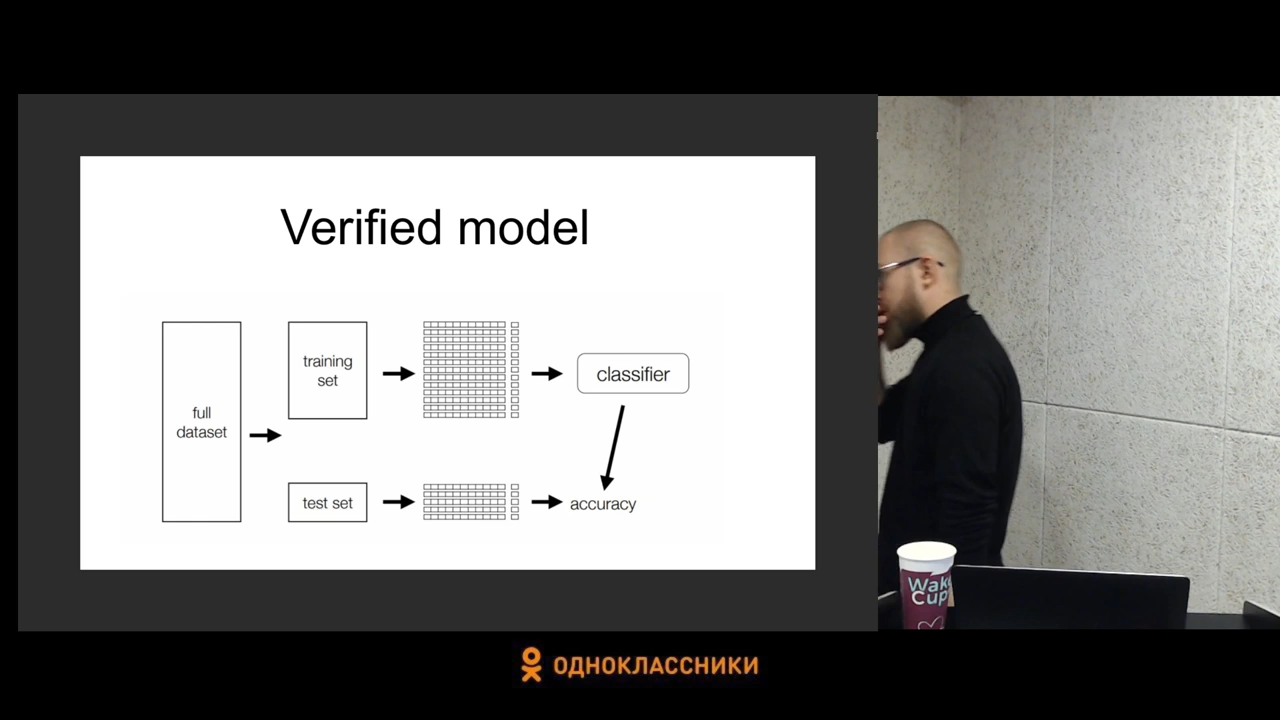 Verified model
full
dataset
training
set
classifier
test set
accuracy
Wake
Cup
ОДНОКЛАССНИКИ